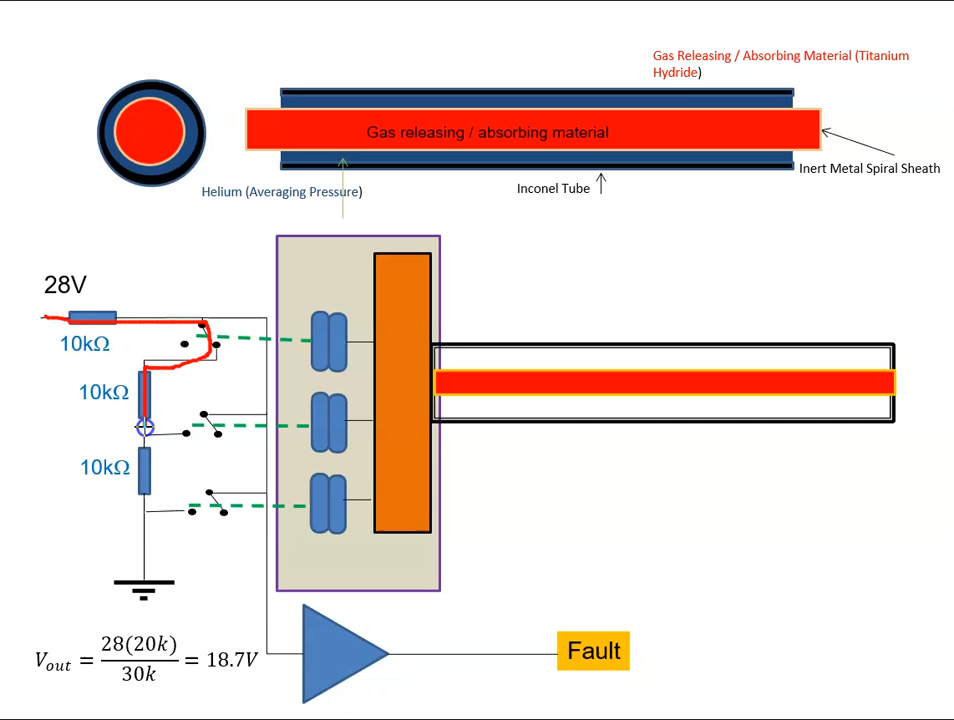 Gas Releasing / Absorbing Material (Titanium
Hydride)
Gas releasing / absorbing material
Inert Metal Spiral Sheath
Helium (Averaging Pressure)
Inconel Tube
28V
10kΩ
10kΩ
10kΩ
Vout = 28(20k) / 30k = 18.7V
Fault